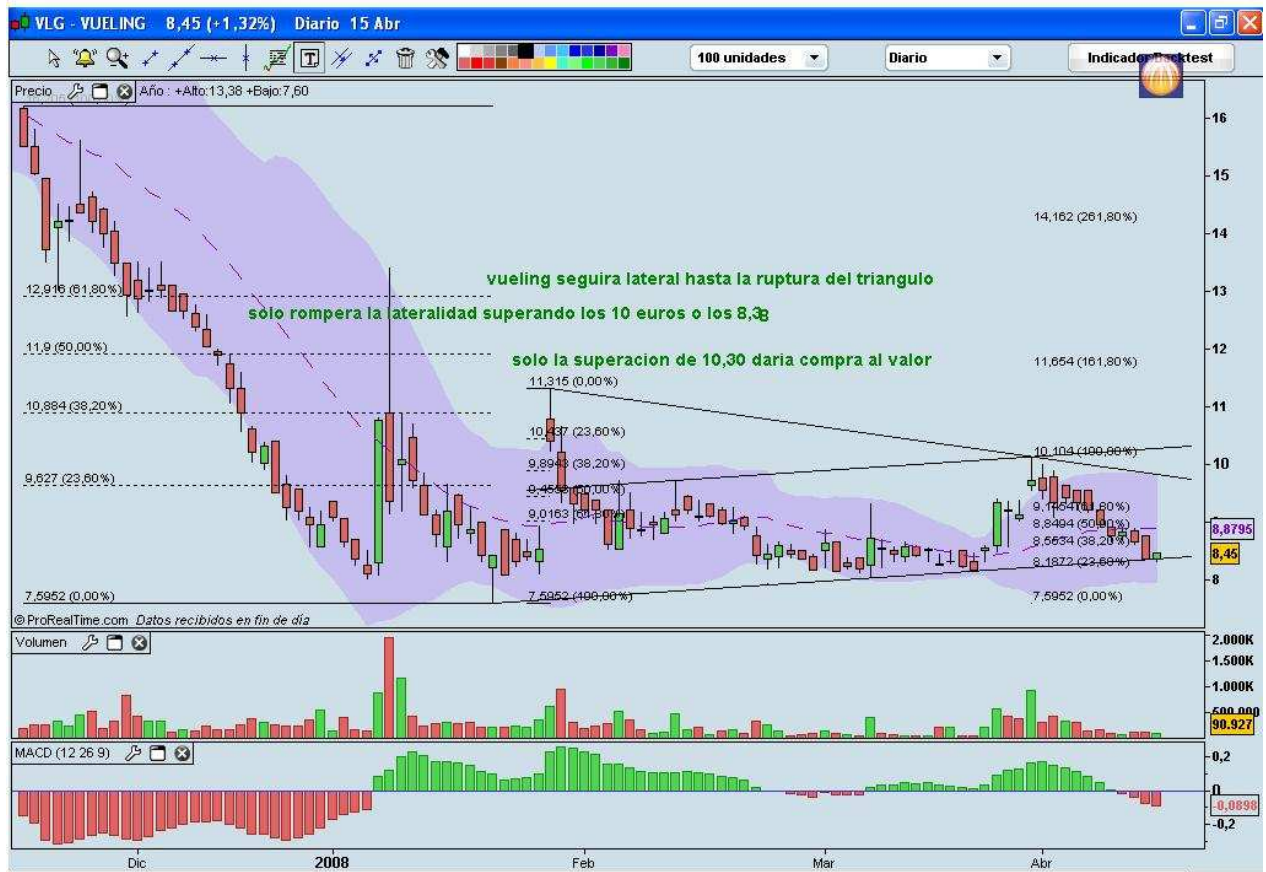 VLG - VUELING 8,45 (+1,32%) Diario 15 Abr
100 unidades
Diario
Indicador Backtest
Precio
Año : +Alto:13,38 +Bajo:7,60
16
15
14,162 (261,80%)
14
vueling seguira lateral hasta la ruptura del triangulo
12,916 (61,80%)
13
solo rompera la lateralidad superando los 10 euros o los 8,38
11,9 (50,00%)
12
solo la superacion de 10,30 daria compra al valor
11,654 (161,80%)
11,315 (0,00%)
10,884 (38,20%)
11
10,437 (23,60%)
10,104 (100,00%)
10
9,8943 (38,20%)
9,627 (23,60%)
9,4553 (50,00%)
9,0163 (61,80%)
9,1454 (61,80%)
8,8494 (50,00%)
8,8795
8,5534 (38,20%)
8,45
8,1872 (23,60%)
8
7,5952 (0,00%)
7,5952 (100,00%)
7,5952 (0,00%)
© ProRealTime.com Datos recibidos en fin de día
Volumen
2.000K
1.500K
1.000K
500.000
90.927
MACD (12 26 9)
0,2
0
-0,0898
-0,2
Dic
2008
Feb
Mar
Abr